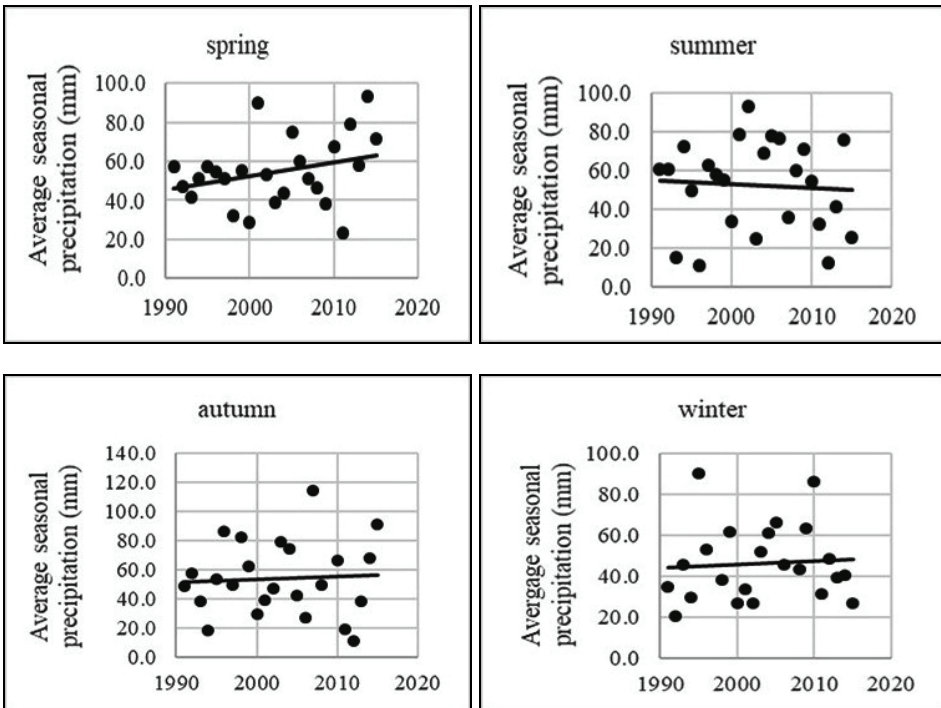 spring
Average seasonal
precipitation (mm)
100.0
80.0
60.0
40.0
20.0
0.0
1990 2000 2010 2020
summer
Average seasonal
precipitation (mm)
100.0
80.0
60.0
40.0
20.0
0.0
1990 2000 2010 2020
autumn
Average seasonal
precipitation (mm)
140.0
120.0
100.0
80.0
60.0
40.0
20.0
0.0
1990 2000 2010 2020
winter
Avergage seasonal
precipitation (mm)
100.0
80.0
60.0
40.0
20.0
0.0
1990 2000 2010 2020